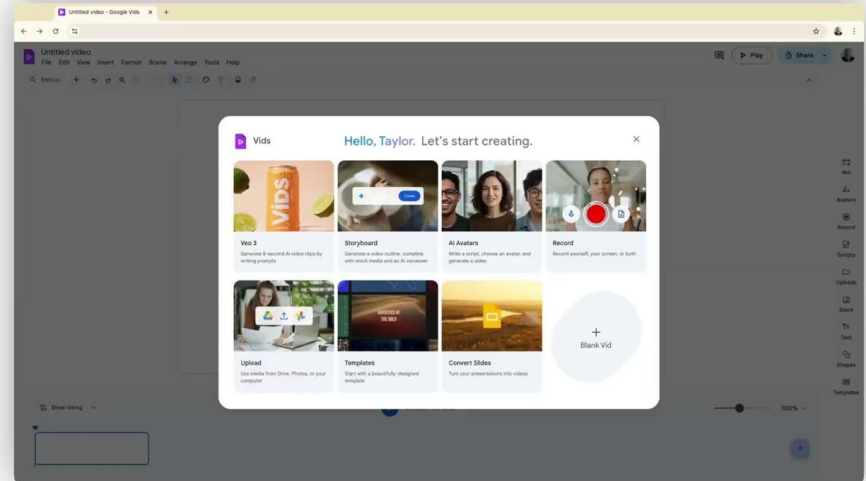 Untitled video - Google Vids
Untitled video
File Edit View Insert Format Scene Arrange Tools Help
Menus
Play
Share
Vids
Hello, Taylor. Let's start creating.
VIDS
Create
Veo 3
Generate 8-second AI video clips by
writing prompts
Storyboard
Generate a video outline, complete
with stock media and an AI voiceover
AI Avatars
Write a script, choose an avatar, and
generate a video
Record
Record yourself, your screen, or both
Upload
Use media from Drive, Photos, or your
computer
Templates
Start with a beautifully-designed
template
Convert Slides
Turn your presentations into videos
Blank Vid
Veo
Avatars
Record
Scripts
Uploads
Stock
Text
Shapes
Templates
Show timing
100%